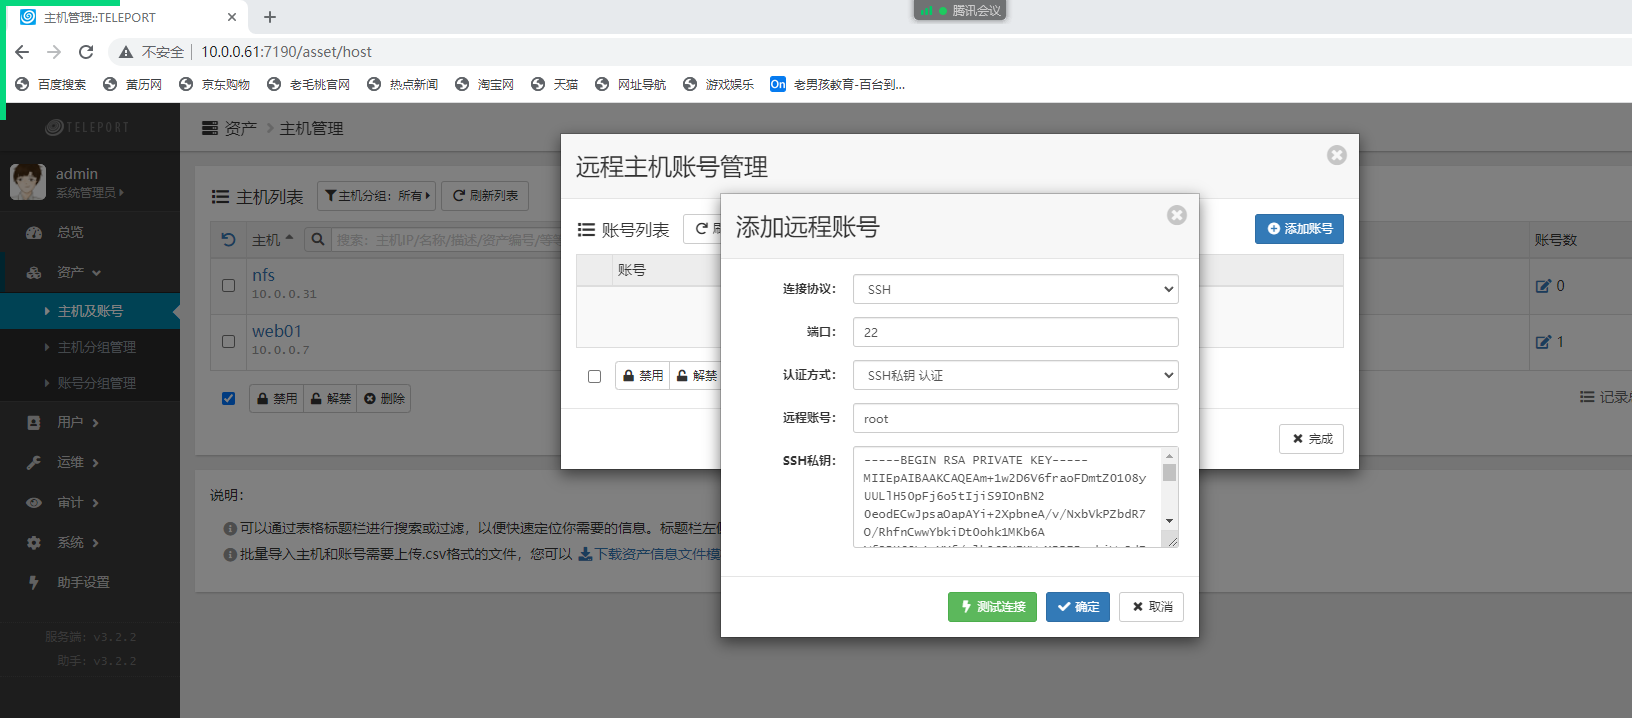 主机管理::TELEPORT
腾讯会议
不安全 10.0.0.61:7190/asset/host
百度搜索 黄历网 京东购物 老毛桃官网 热点新闻 淘宝网 天猫 网址导航 游戏娱乐 On 老男孩教育-百台到...
TELEPORT
资产 > 主机管理
admin
系统管理员
总览
资产
主机及账号
主机分组管理
账号分组管理
用户
运维
审计
系统
助手设置
服务端: v3.2.2
助手: v3.2.2
主机列表 主机分组：所有 刷新列表
主机 搜索：主机IP/名称/描述/资产编号/等等 账号数
nfs
10.0.0.31
0
web01
10.0.0.7
1
禁用 解禁 删除
记录
说明：
可以通过表格标题栏进行搜索或过滤，以便快速定位你需要的信息。标题栏左
批量导入主机和账号需要上传.csv格式的文件，您可以 下载资产信息文件模
远程主机账号管理
账号列表
添加账号
账号
禁用 解禁
完成
添加远程账号
连接协议： SSH
端口： 22
认证方式： SSH私钥 认证
远程账号： root
SSH私钥： -----BEGIN RSA PRIVATE KEY-----
MIIEpAIBAAKCAQEAm+1w2D6V6fraoFDmtZO1O8y
UULlH5OpFj6o5tIjiS9IOnBN2
OeodECwJpsaOapAYi+2XpbneA/v/NxbVkPZbdR7
O/RhfnCwwYbkiDtOohk1MKb6A
测试连接 确定 取消